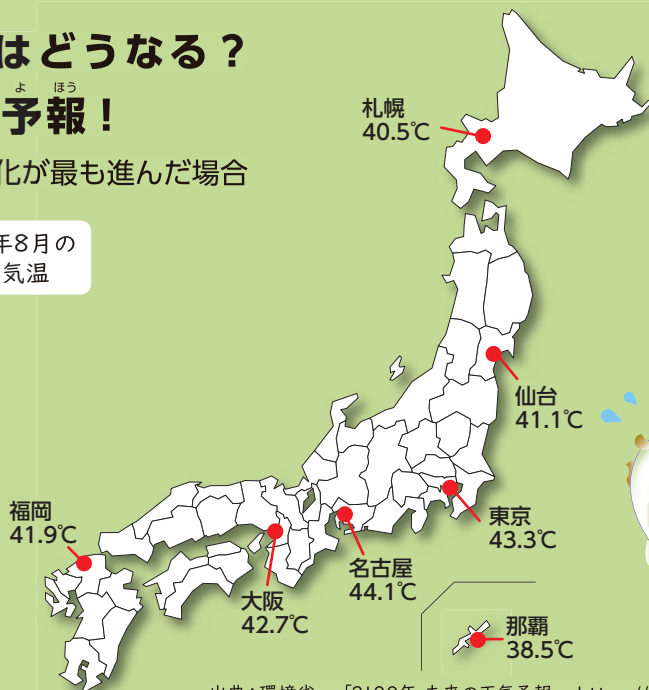 はどうなる？
よ ほう
予報！
化が最も進んだ場合
年8月の
気温
札幌
40.5℃
仙台
41.1℃
福岡
41.9℃
東京
43.3℃
名古屋
44.1℃
大阪
42.7℃
那覇
38.5℃